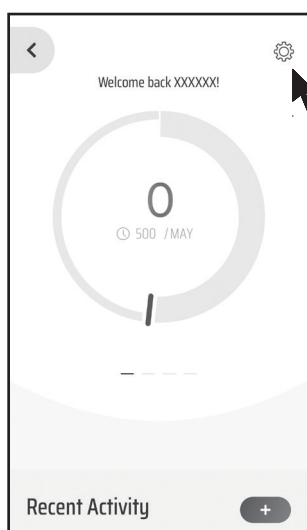 Welcome back XXXXXX!
0
500 /MAY
Recent Activity
+